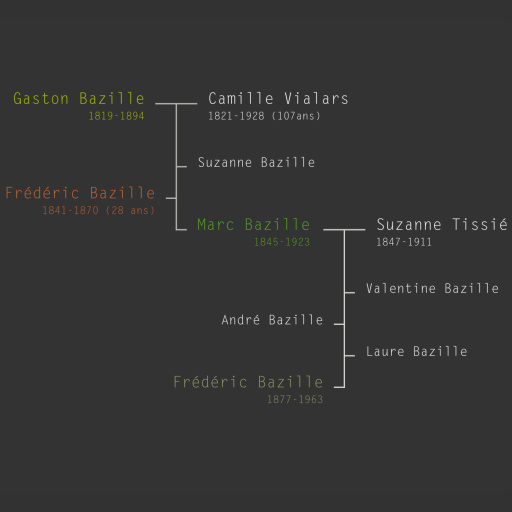 Gaston Bazille
1819-1894
Camille Vialars
1821-1928 (107ans)
Suzanne Bazille
Frédéric Bazille
1841-1870 (28 ans)
Marc Bazille
1845-1923
Suzanne Tissié
1847-1911
Valentine Bazille
André Bazille
Laure Bazille
Frédéric Bazille
1877-1963